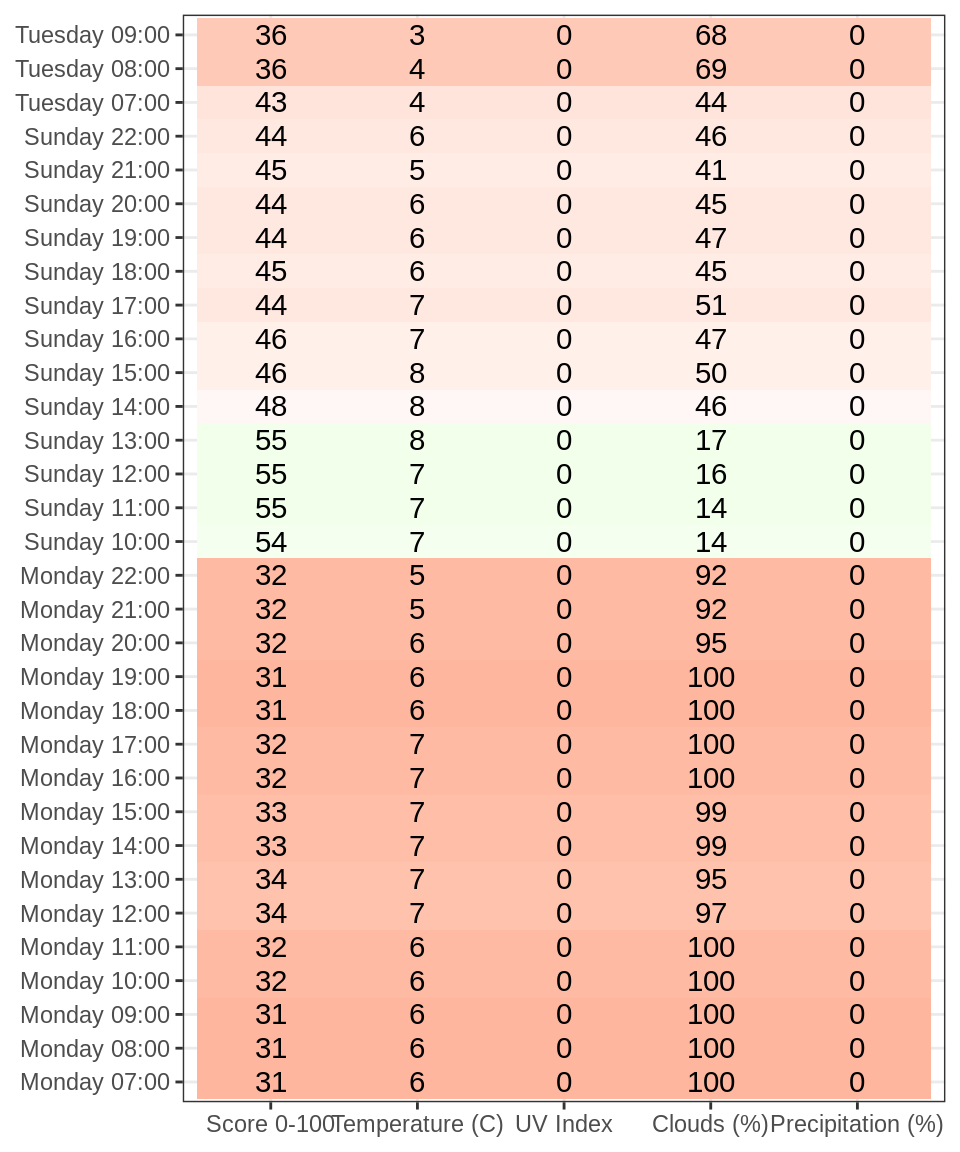 Tuesday 09:00 36 3 0 68 0
Tuesday 08:00 36 4 0 69 0
Tuesday 07:00 43 4 0 44 0
Sunday 22:00 44 6 0 46 0
Sunday 21:00 45 5 0 41 0
Sunday 20:00 44 6 0 45 0
Sunday 19:00 44 6 0 47 0
Sunday 18:00 45 6 0 45 0
Sunday 17:00 44 7 0 51 0
Sunday 16:00 46 7 0 47 0
Sunday 15:00 46 8 0 50 0
Sunday 14:00 48 8 0 46 0
Sunday 13:00 55 8 0 17 0
Sunday 12:00 55 7 0 16 0
Sunday 11:00 55 7 0 14 0
Sunday 10:00 54 7 0 14 0
Monday 22:00 32 5 0 92 0
Monday 21:00 32 5 0 92 0
Monday 20:00 32 6 0 95 0
Monday 19:00 31 6 0 100 0
Monday 18:00 31 6 0 100 0
Monday 17:00 32 7 0 100 0
Monday 16:00 32 7 0 100 0
Monday 15:00 33 7 0 99 0
Monday 14:00 33 7 0 99 0
Monday 13:00 34 7 0 95 0
Monday 12:00 34 7 0 97 0
Monday 11:00 32 6 0 100 0
Monday 10:00 32 6 0 100 0
Monday 09:00 31 6 0 100 0
Monday 08:00 31 6 0 100 0
Monday 07:00 31 6 0 100 0
Score 0-100 Temperature (C) UV Index Clouds (%) Precipitation (%)